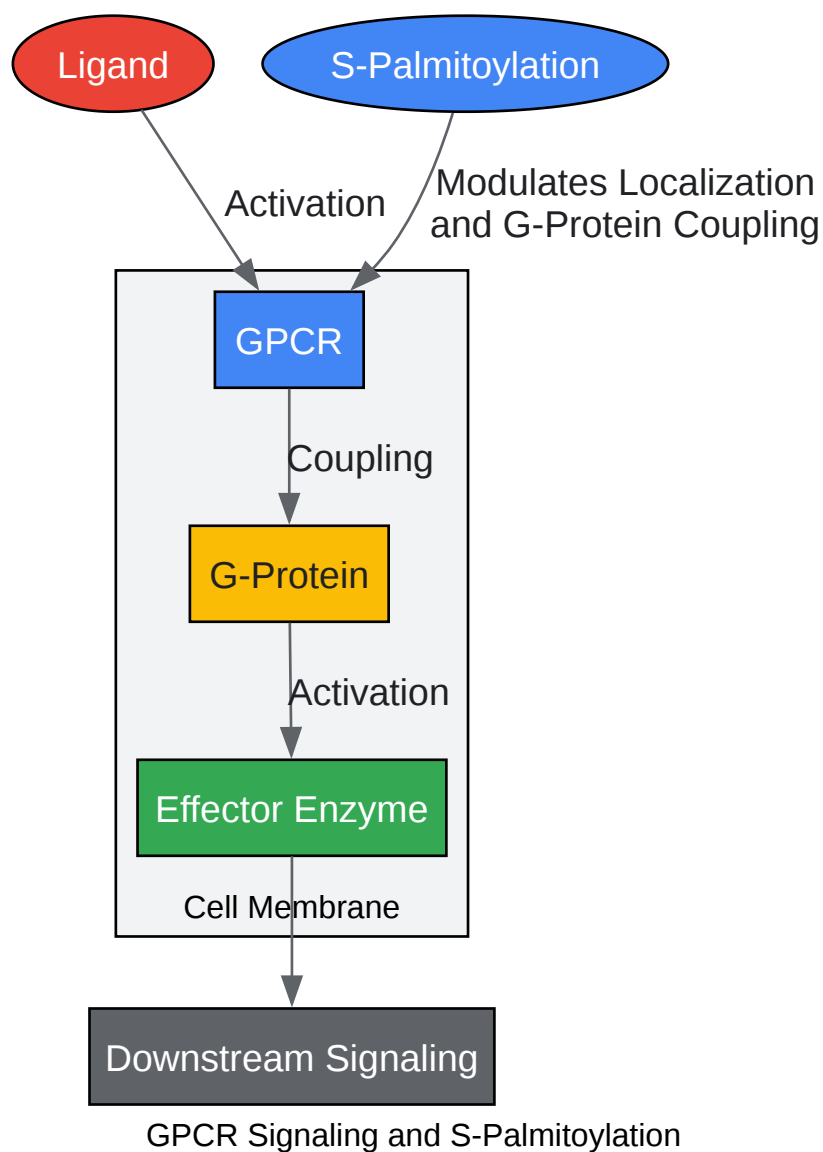 Ligand
S-Palmitoylation
Activation
Modulates Localization
and G-Protein Coupling
GPCR
Coupling
G-Protein
Activation
Effector Enzyme
Cell Membrane
Downstream Signaling
GPCR Signaling and S-Palmitoylation